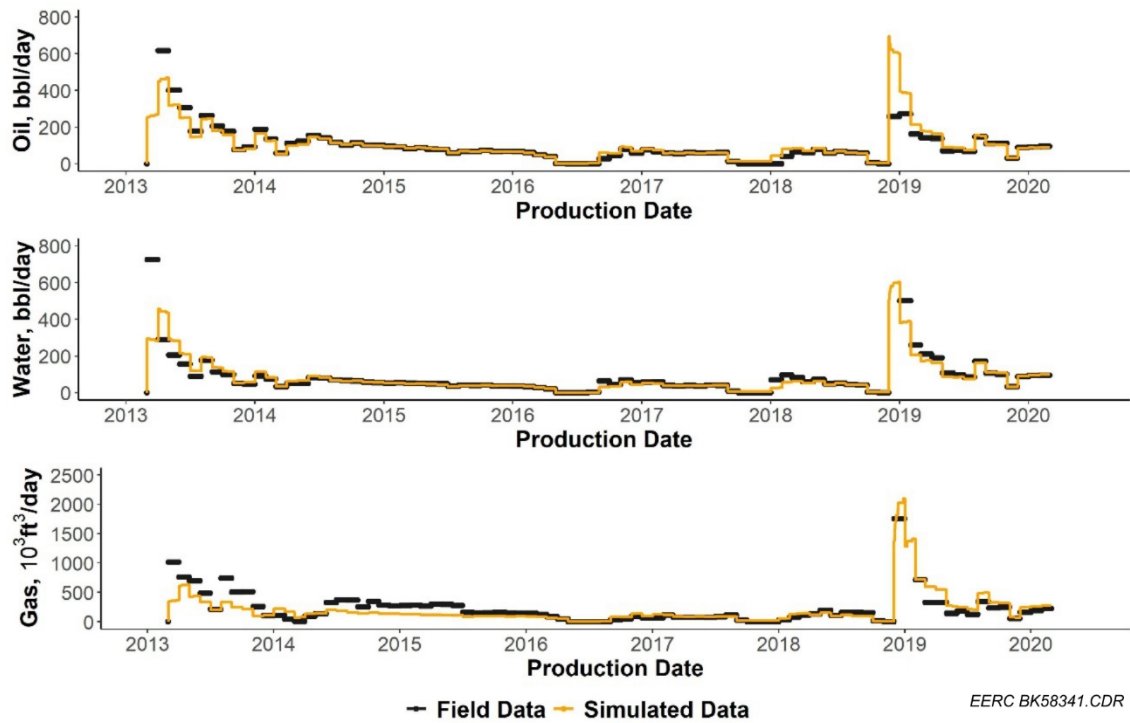 800
600
400
200
0
Oil, bbl/day
2013 2014 2015 2016 2017 2018 2019 2020
Production Date
800
600
400
200
0
Water, bbl/day
2013 2014 2015 2016 2017 2018 2019 2020
Production Date
2500
2000
1500
1000
500
0
Gas, 10³ft³/day
2013 2014 2015 2016 2017 2018 2019 2020
Production Date
Field Data Simulated Data
EERC BK58341.CDR